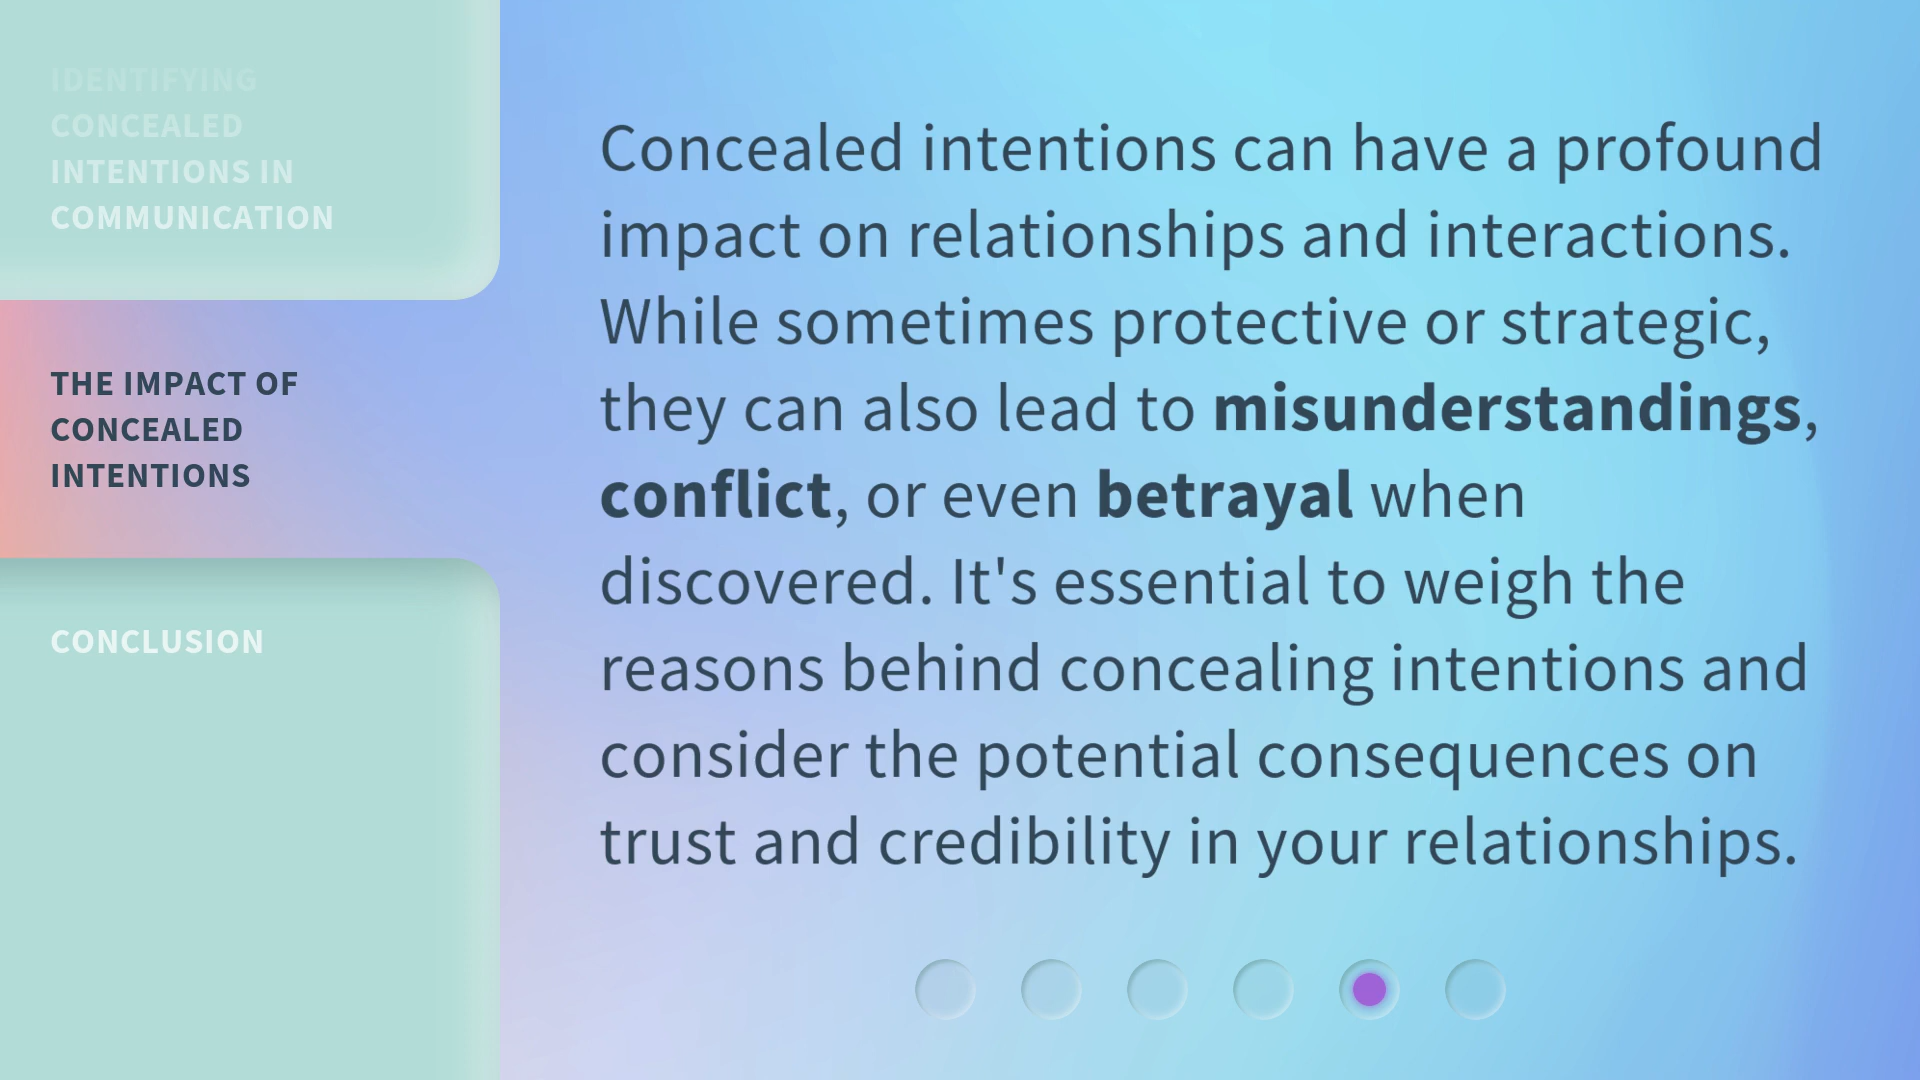 IDENTIFYING
CONCEALED
INTENTIONS IN
COMMUNICATION
THE IMPACT OF
CONCEALED
INTENTIONS
CONCLUSION
Concealed intentions can have a profound
impact on relationships and interactions.
While sometimes protective or strategic,
they can also lead to misunderstandings,
conflict, or even betrayal when
discovered. It's essential to weigh the
reasons behind concealing intentions and
consider the potential consequences on
trust and credibility in your relationships.